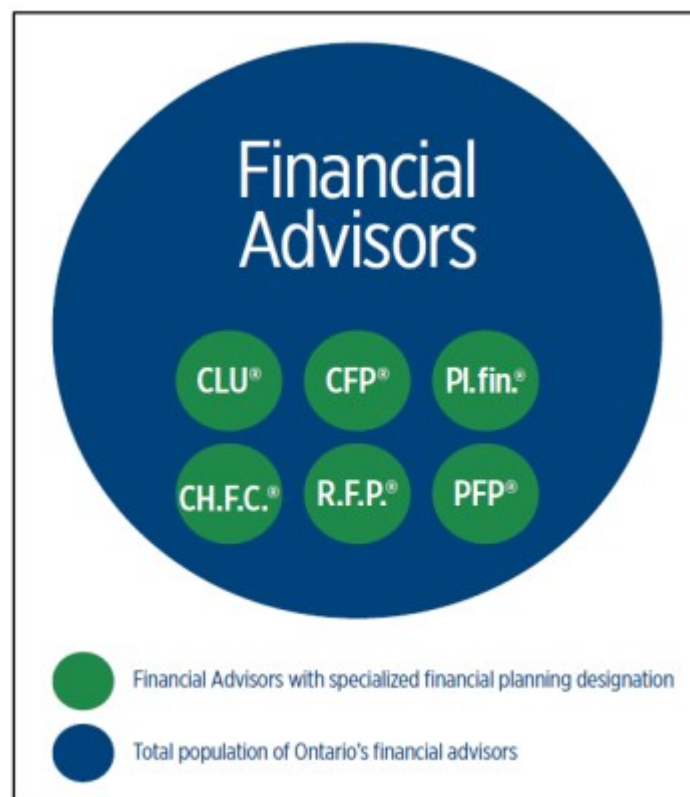 Financial
Advisors
CLU® CFP® Pl.fin.®
CH.F.C.® R.F.P.® PFP®
Financial Advisors with specialized financial planning designation
Total population of Ontario's financial advisors